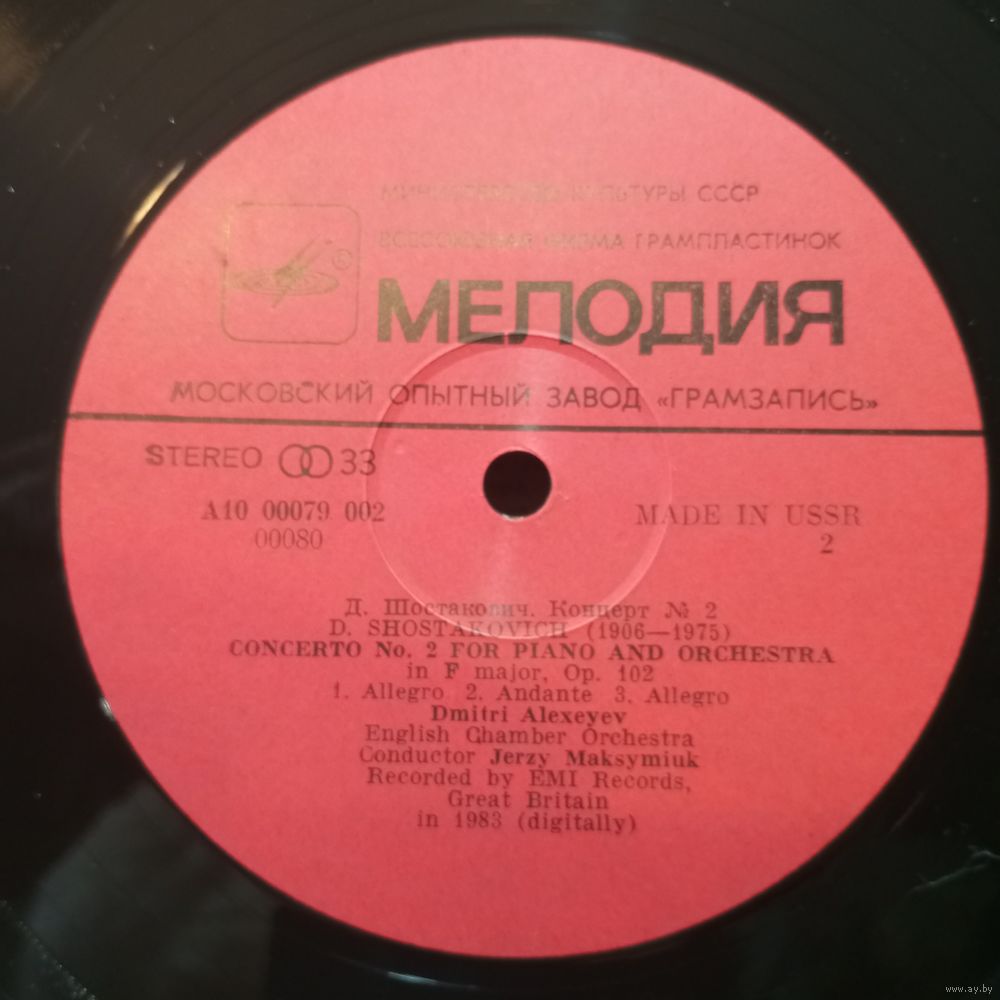 МИНИСТЕРСТВО КУЛЬТУРЫ СССР
ВСЕСОЮЗНАЯ ФИРМА ГРАМПЛАСТИНОК
®
МЕЛОДИЯ
МОСКОВСКИЙ ОПЫТНЫЙ ЗАВОД «ГРАМЗАПИСЬ»
STEREO 33
А10 00079 002
00080
MADE IN USSR
2
Д. Шостакович. Концерт № 2
D. SHOSTAKOVICH (1906—1975)
CONCERTO No. 2 FOR PIANO AND ORCHESTRA
in F major, Op. 102
1. Allegro 2. Andante 3. Allegro
Dmitri Alexeyev
English Chamber Orchestra
Conductor Jerzy Maksymiuk
Recorded by EMI Records,
Great Britain
in 1983 (digitally)
www.ay.by